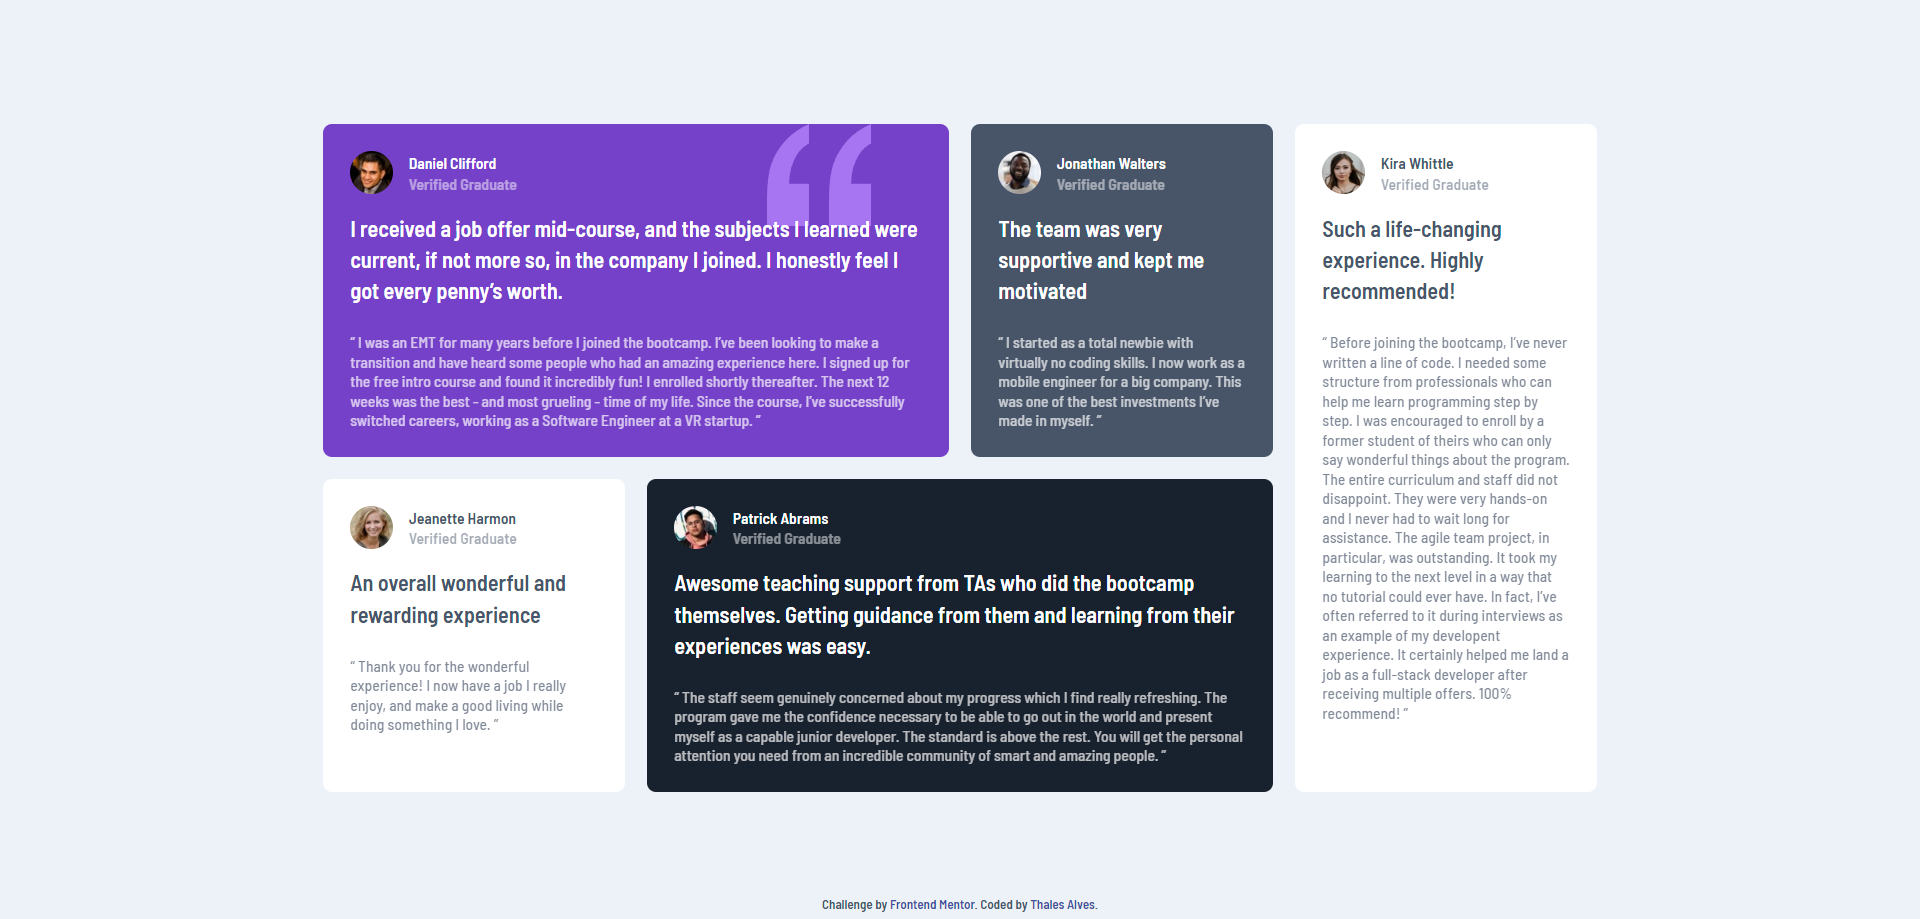 Daniel Clifford
Verified Graduate
I received a job offer mid-course, and the subjects I learned were
current, if not more so, in the company I joined. I honestly feel I
got every penny’s worth.
“ I was an EMT for many years before I joined the bootcamp. I’ve been looking to make a
transition and have heard some people who had an amazing experience here. I signed up for
the free intro course and found it incredibly fun! I enrolled shortly thereafter. The next 12
weeks was the best - and most grueling - time of my life. Since the course, I’ve successfully
switched careers, working as a Software Engineer at a VR startup. ”
Jonathan Walters
Verified Graduate
The team was very
supportive and kept me
motivated
“ I started as a total newbie with
virtually no coding skills. I now work as a
mobile engineer for a big company. This
was one of the best investments I’ve
made in myself. ”
Kira Whittle
Verified Graduate
Such a life-changing
experience. Highly
recommended!
“ Before joining the bootcamp, I’ve never
written a line of code. I needed some
structure from professionals who can
help me learn programming step by
step. I was encouraged to enroll by a
former student of theirs who can only
say wonderful things about the program.
The entire curriculum and staff did not
disappoint. They were very hands-on
and I never had to wait long for
assistance. The agile team project, in
particular, was outstanding. It took my
learning to the next level in a way that
no tutorial could ever have. In fact, I’ve
often referred to it during interviews as
an example of my developent
experience. It certainly helped me land a
job as a full-stack developer after
receiving multiple offers. 100%
recommend! ”
Jeanette Harmon
Verified Graduate
An overall wonderful and
rewarding experience
“ Thank you for the wonderful
experience! I now have a job I really
enjoy, and make a good living while
doing something I love. ”
Patrick Abrams
Verified Graduate
Awesome teaching support from TAs who did the bootcamp
themselves. Getting guidance from them and learning from their
experiences was easy.
“ The staff seem genuinely concerned about my progress which I find really refreshing. The
program gave me the confidence necessary to be able to go out in the world and present
myself as a capable junior developer. The standard is above the rest. You will get the personal
attention you need from an incredible community of smart and amazing people. ”
Challenge by Frontend Mentor. Coded by Thales Alves.